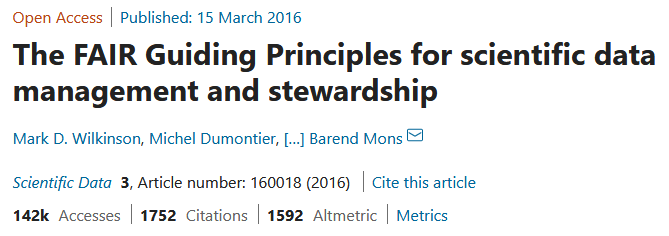 Open Access | Published: 15 March 2016
The FAIR Guiding Principles for scientific data
management and stewardship
Mark D. Wilkinson, Michel Dumontier, […] Barend Mons
Scientific Data 3, Article number: 160018 (2016) | Cite this article
142k Accesses | 1752 Citations | 1592 Altmetric | Metrics